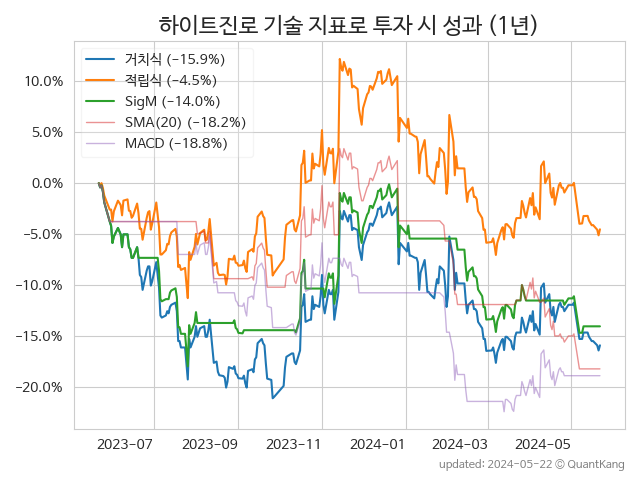 하이트진로 기술 지표로 투자 시 성과 (1년)
거치식 (−15.9%)
적립식 (−4.5%)
SigM (−14.0%)
SMA(20) (−18.2%)
MACD (−18.8%)
10.0%
5.0%
0.0%
−5.0%
−10.0%
−15.0%
−20.0%
2023−07 2023−09 2023−11 2024−01 2024−03 2024−05
updated: 2024−05−22 ⓒ QuantKang